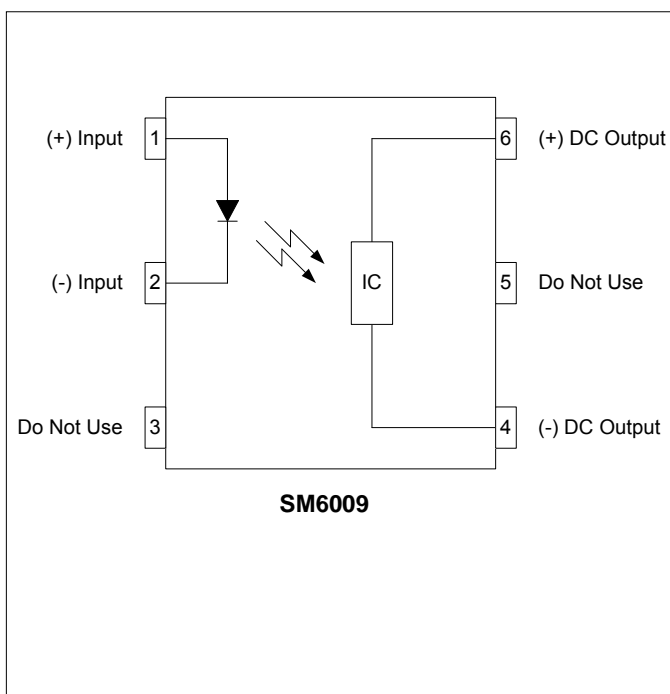 (+) Input 1
6 (+) DC Output
(-) Input 2
IC
5 Do Not Use
Do Not Use 3
4 (-) DC Output
SM6009